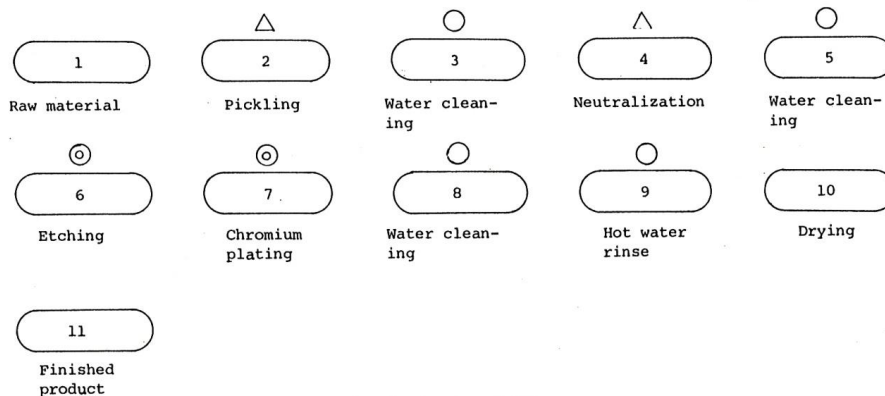 1
2
3
4
5
Raw material
Pickling
Water clean-
ing
Neutralization
Water clean-
ing
6
7
8
9
10
Etching
Chromium
plating
Water clean-
ing
Hot water
rinse
Drying
11
Finished
product